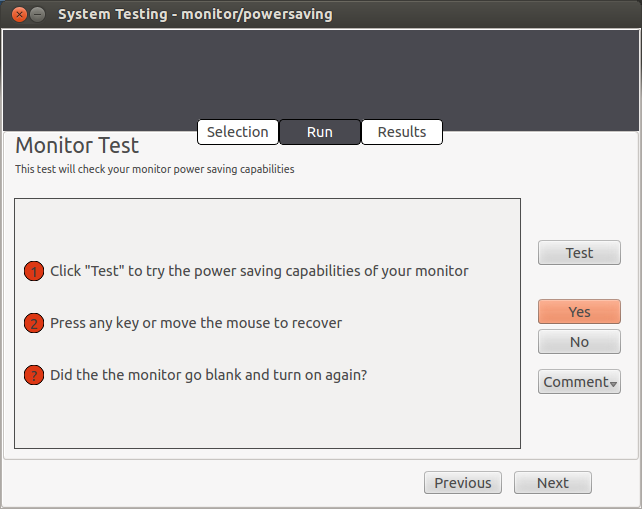 System Testing - monitor/powersaving
Selection
Run
Results
Monitor Test
This test will check your monitor power saving capabilities
1 Click "Test" to try the power saving capabilities of your monitor
2 Press any key or move the mouse to recover
? Did the the monitor go blank and turn on again?
Test
Yes
No
Comment
Previous
Next